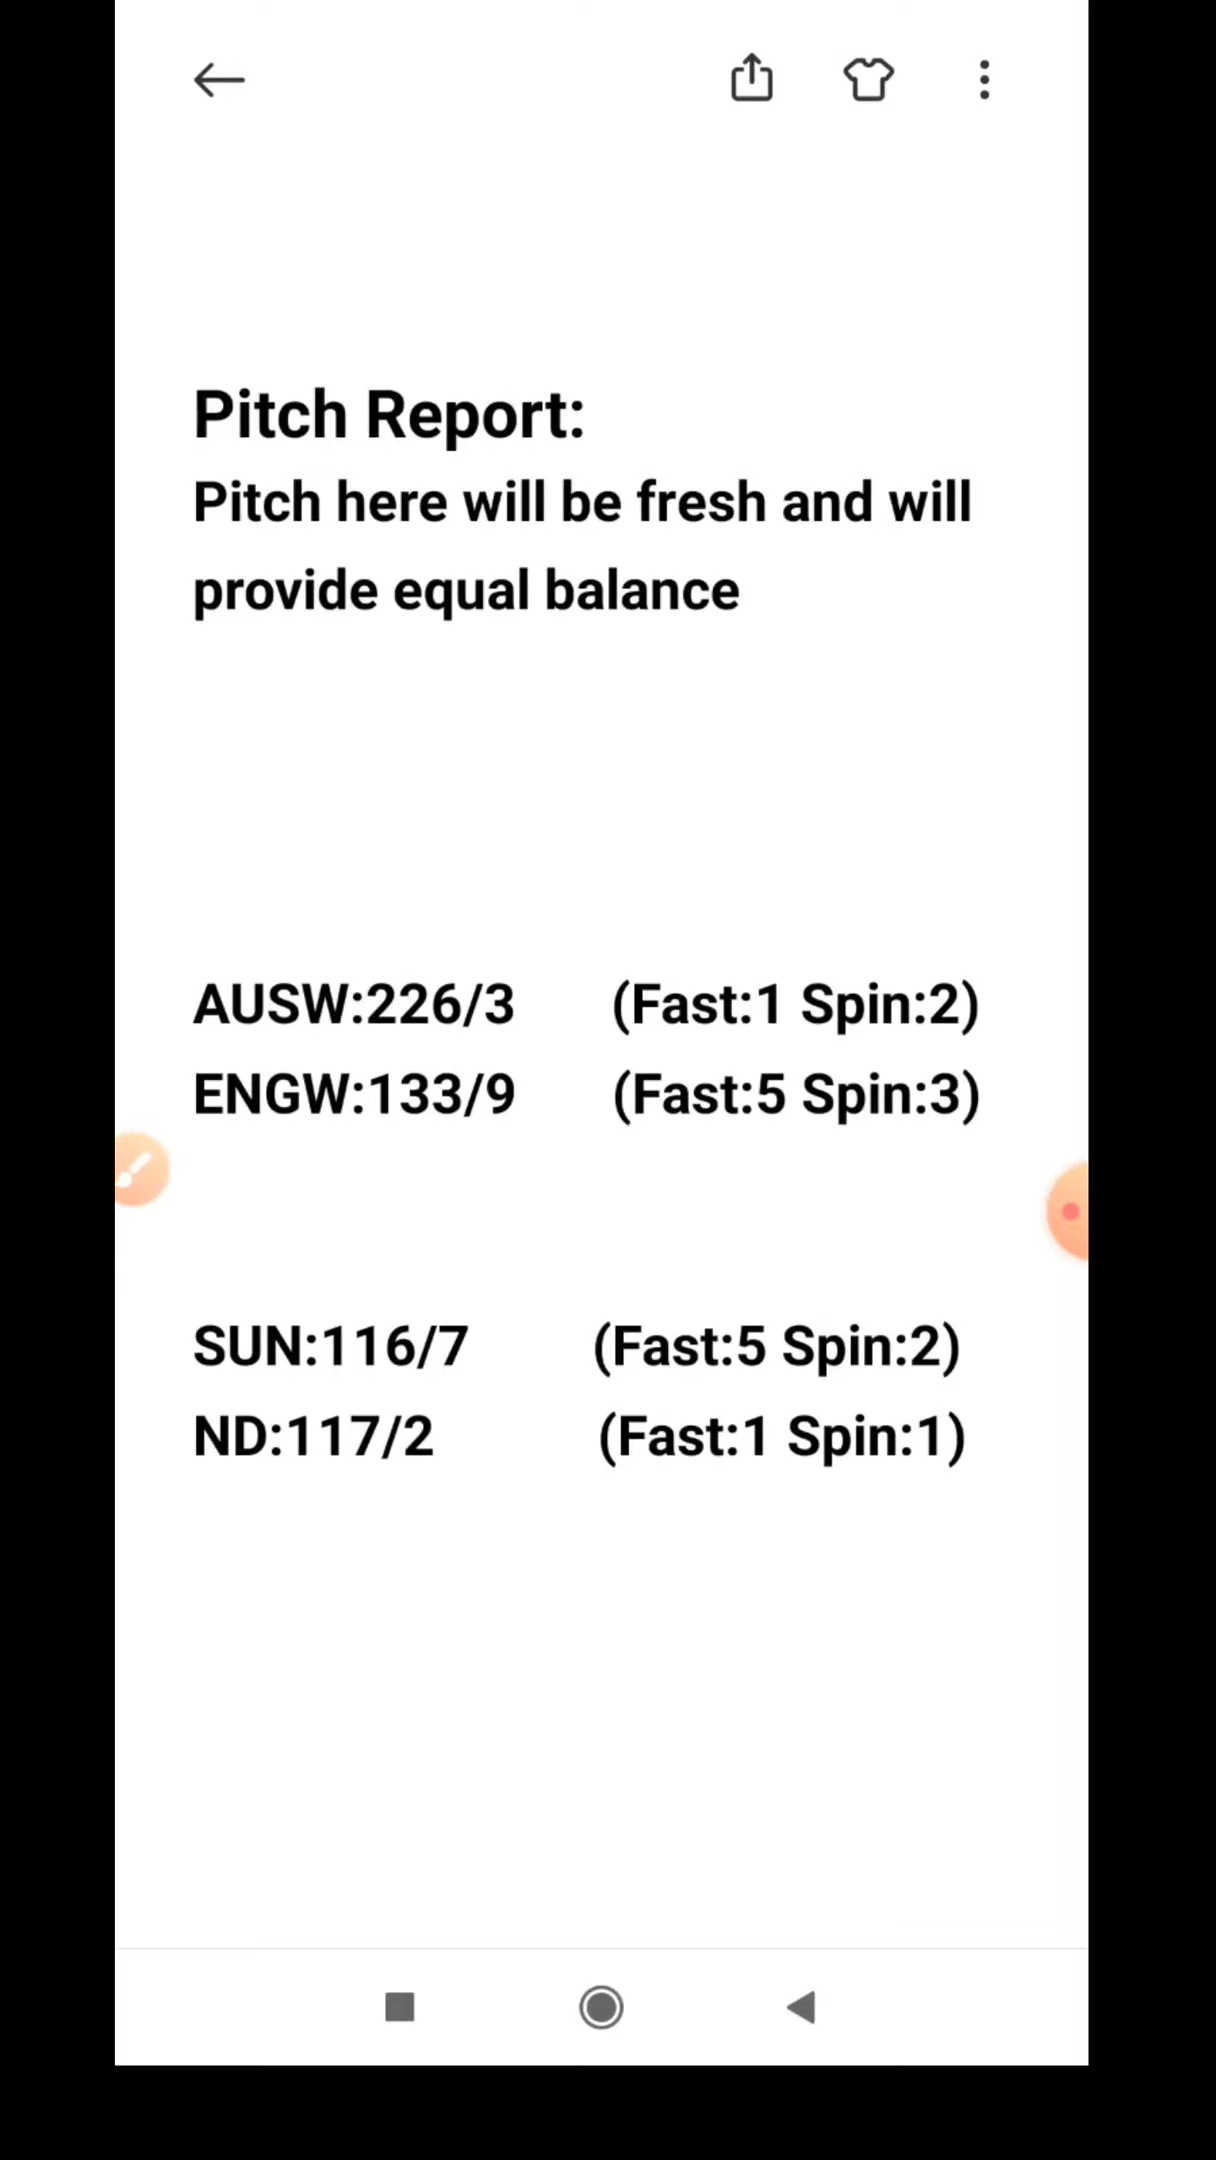 Pitch Report:
Pitch here will be fresh and will
provide equal balance
AUSW:226/3 (Fast:1 Spin:2)
ENGW:133/9 (Fast:5 Spin:3)
SUN:116/7 (Fast:5 Spin:2)
ND:117/2 (Fast:1 Spin:1)